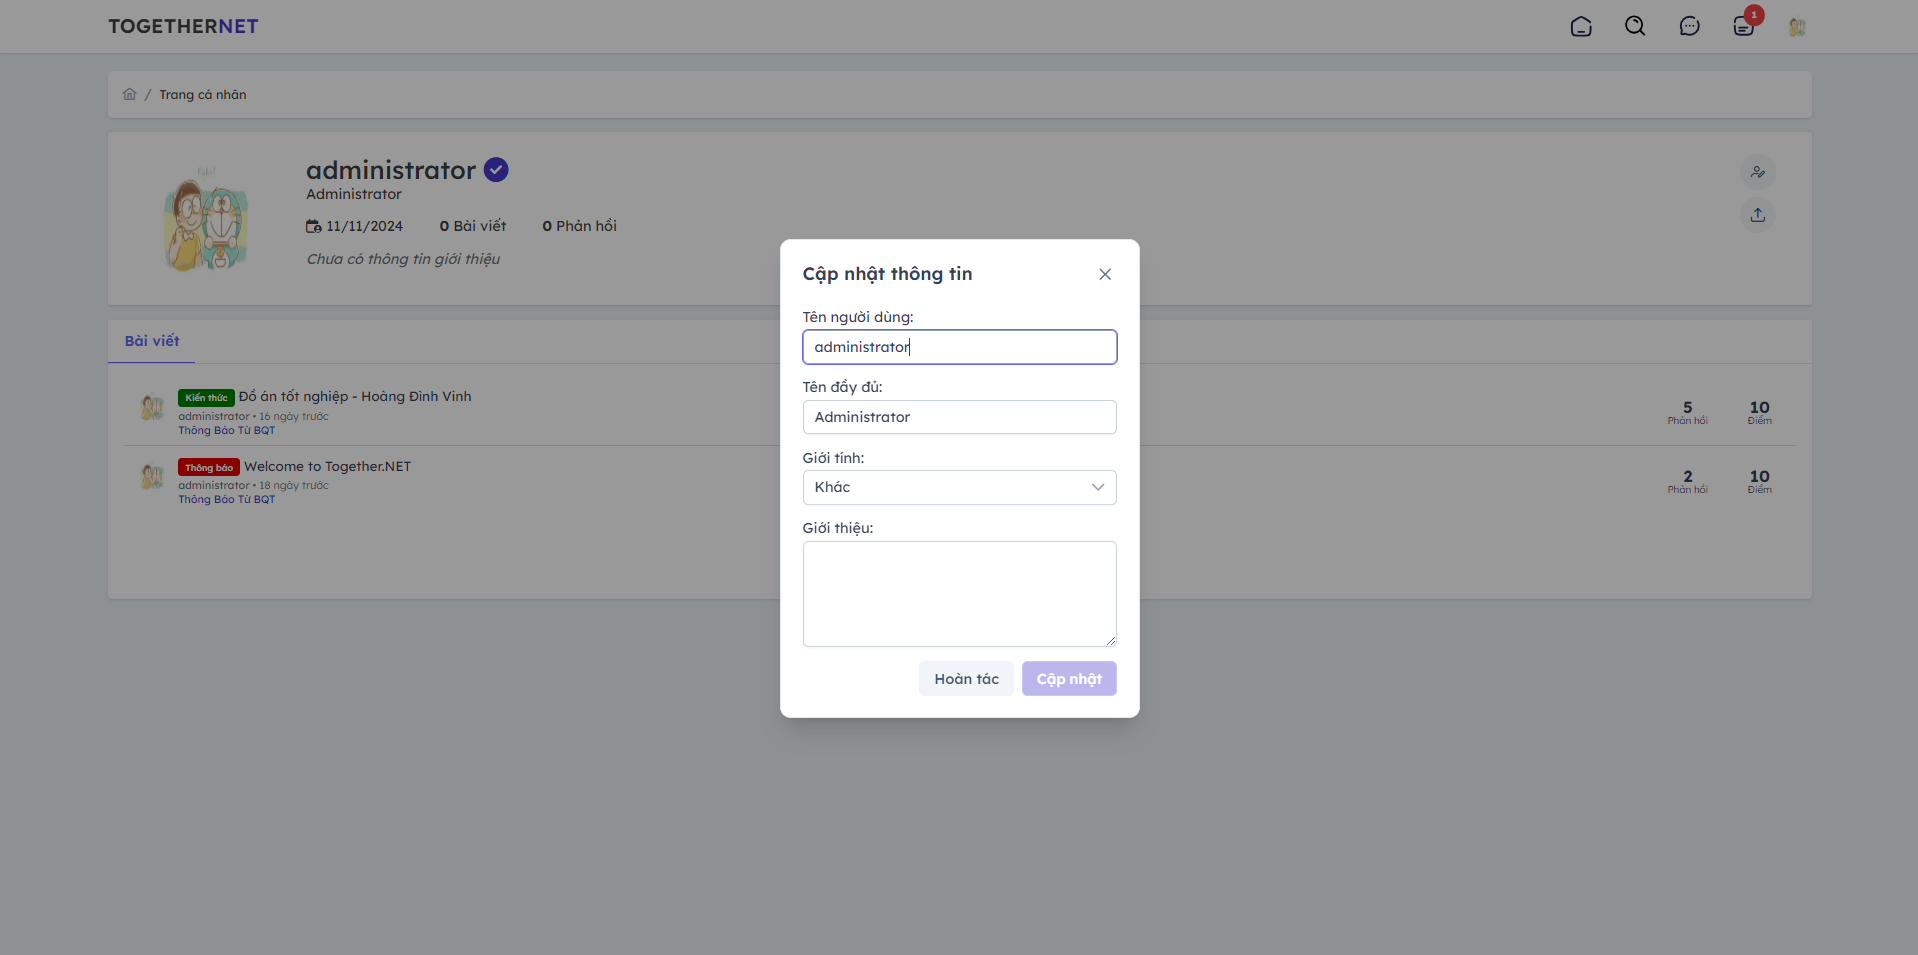 TOGETHERNET
1
/ Trang cá nhân
administrator
Administrator
11/11/2024 0 Bài viết 0 Phản hồi
Chưa có thông tin giới thiệu
Bài viết
Kiến thức Đồ án tốt nghiệp - Hoàng Đình Vinh
administrator • 16 ngày trước
Thông Báo Từ BQT
5 10
Phản hồi Điểm
Thông báo Welcome to Together.NET
administrator • 18 ngày trước
Thông Báo Từ BQT
2 10
Phản hồi Điểm
Cập nhật thông tin
Tên người dùng:
administrator
Tên đầy đủ:
Administrator
Giới tính:
Khác
Giới thiệu:
Hoàn tác Cập nhật